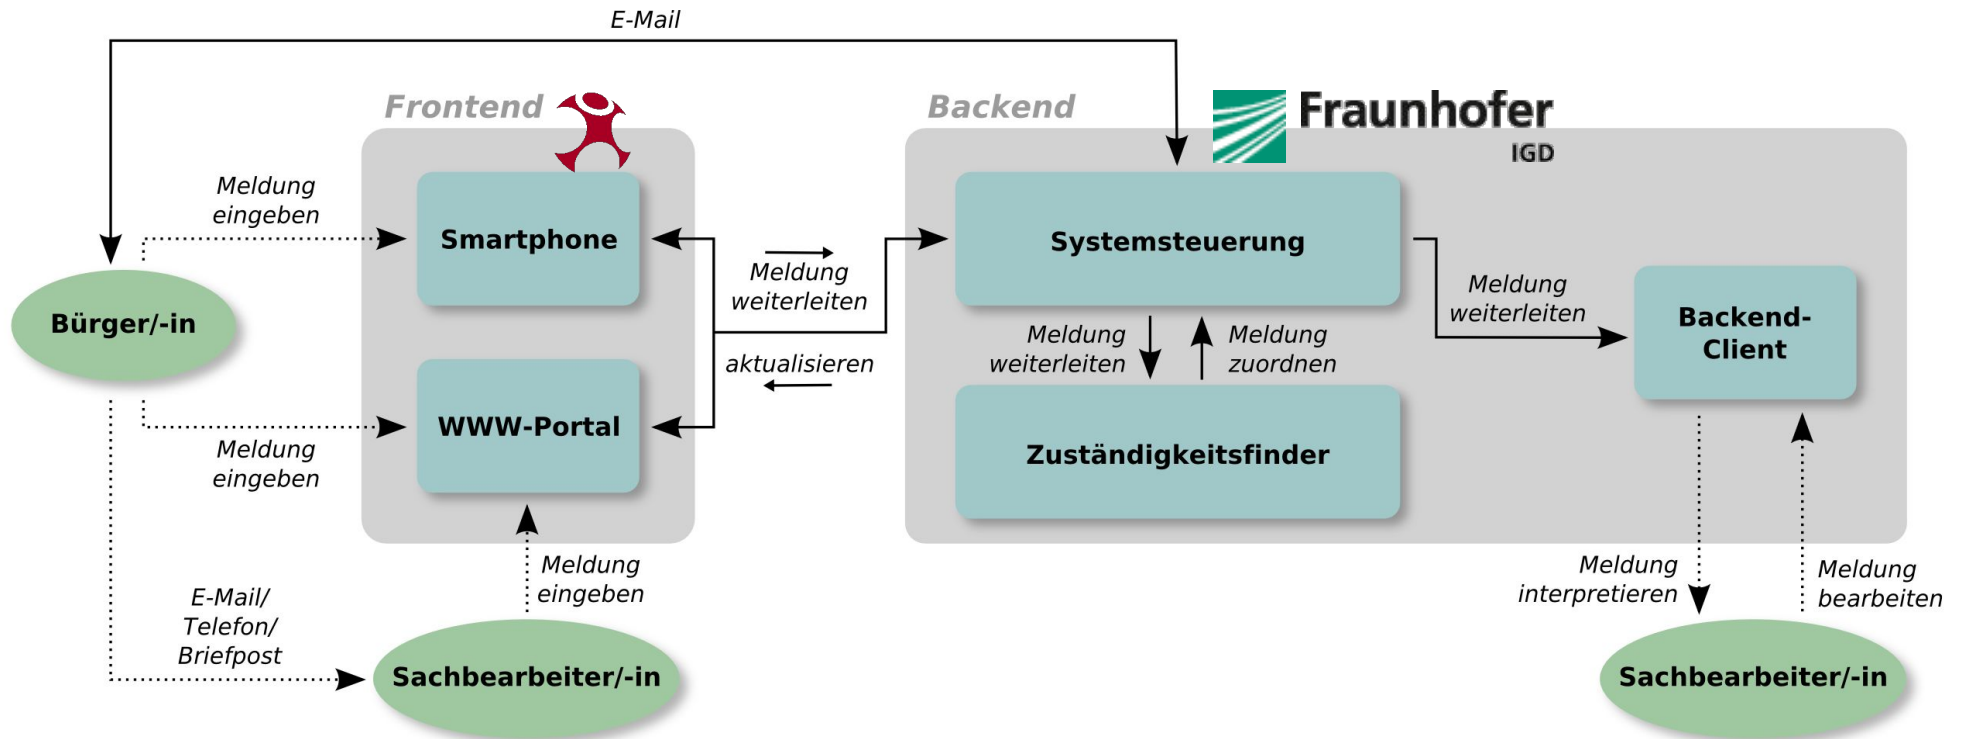 E-Mail
Frontend
Backend
Fraunhofer
IGD
Meldung
eingeben
Smartphone
Meldung
weiterleiten
aktualisieren
Systemsteuerung
Meldung
weiterleiten
Backend-
Client
Bürger/-in
Meldung
weiterleiten
Meldung
zuordnen
WWW-Portal
Meldung
eingeben
Zuständigkeitsfinder
E-Mail/
Telefon/
Briefpost
Meldung
eingeben
Meldung
interpretieren
Meldung
bearbeiten
Sachbearbeiter/-in
Sachbearbeiter/-in